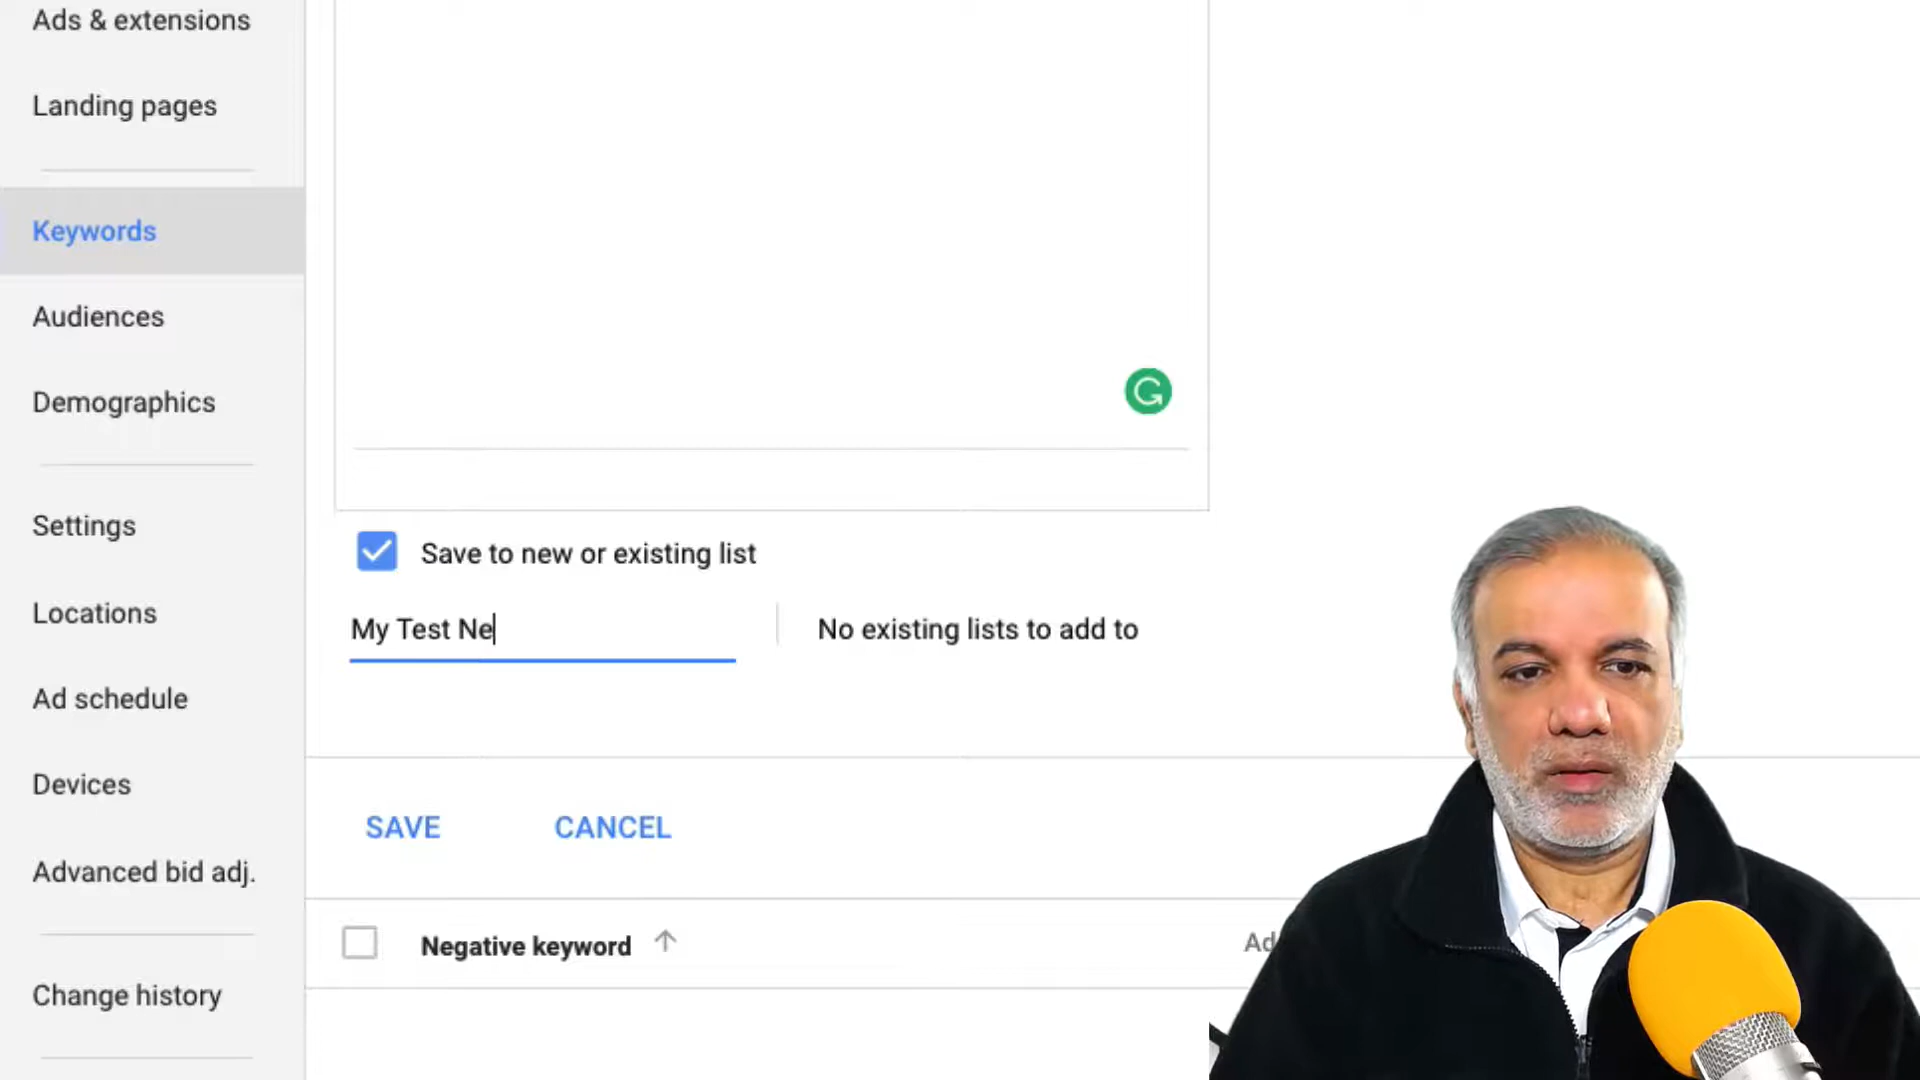 Ads & extensions
Landing pages
Keywords
Audiences
Demographics
Settings
Locations
Ad schedule
Devices
Advanced bid adj.
Change history
Save to new or existing list
My Test Ne
No existing lists to add to
SAVE
CANCEL
Negative keyword
Ad